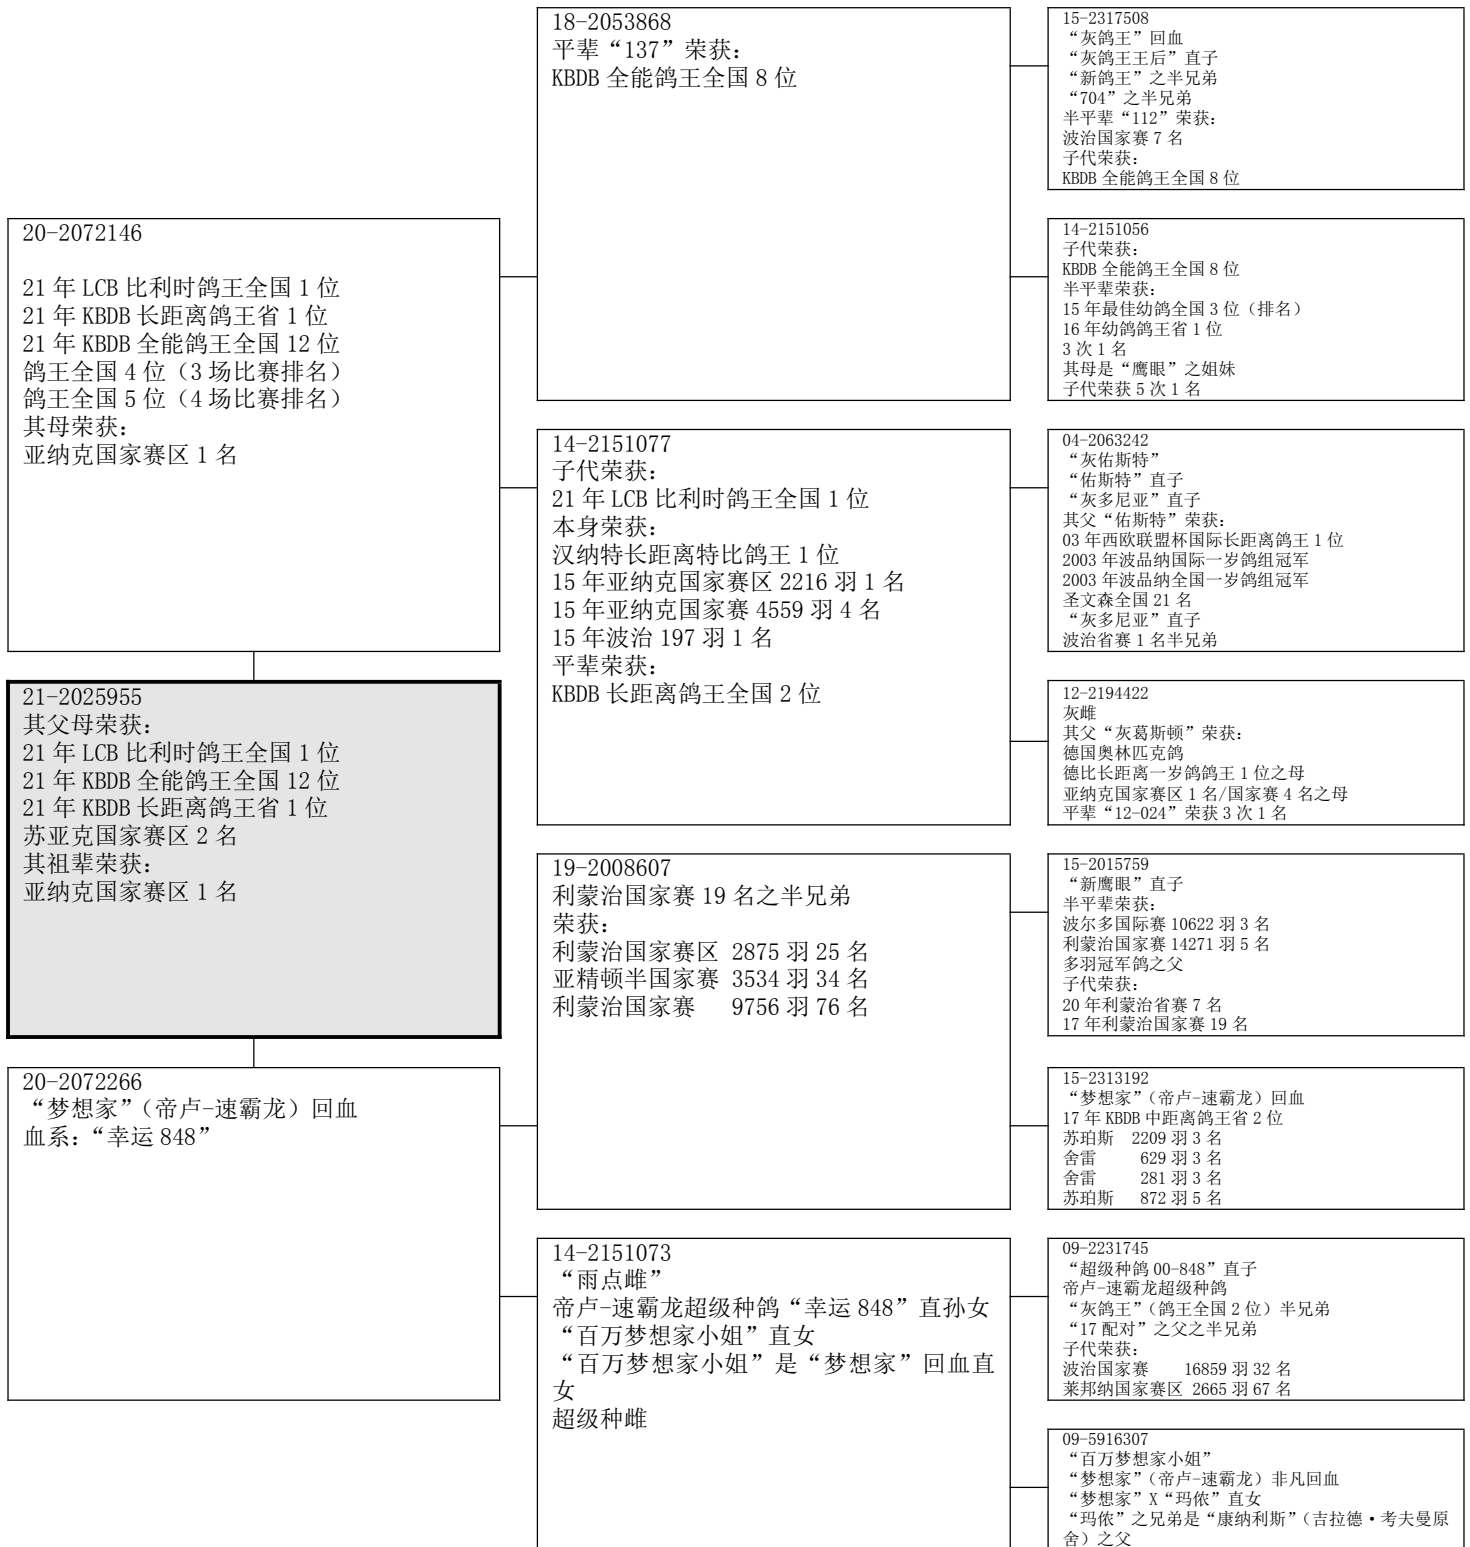 18-2053868
平辈“137”荣获：
KBDB 全能鸽王全国 8 位
15-2317508
“灰鸽王”回血
“灰鸽王王后”直子
“新鸽王”之半兄弟
“704”之半兄弟
半平辈“112”荣获：
波治国家赛 7 名
子代荣获：
KBDB 全能鸽王全国 8 位
14-2151056
子代荣获：
KBDB 全能鸽王全国 8 位
半平辈荣获：
15 年最佳幼鸽全国 3 位（排名）
16 年幼鸽鸽王省 1 位
3 次 1 名
其母是“鹰眼”之姐妹
子代荣获 5 次 1 名
20-2072146
21 年 LCB 比利时鸽王全国 1 位
21 年 KBDB 长距离鸽王省 1 位
21 年 KBDB 全能鸽王全国 12 位
鸽王全国 4 位（3 场比赛排名）
鸽王全国 5 位（4 场比赛排名）
其母荣获：
亚纳克国家赛区 1 名
14-2151077
子代荣获：
21 年 LCB 比利时鸽王全国 1 位
本身荣获：
汉纳特长距离特比鸽王 1 位
15 年亚纳克国家赛区 2216 羽 1 名
15 年亚纳克国家赛 4559 羽 4 名
15 年波治 197 羽 1 名
平辈荣获：
KBDB 长距离鸽王全国 2 位
04-2063242
“灰佑斯特”
“佑斯特”直子
“灰多尼亚”直子
其父“佑斯特”荣获：
03 年西欧联盟杯国际长距离鸽王 1 位
2003 年波品纳国际一岁鸽组冠军
2003 年波品纳全国一岁鸽组冠军
圣文森全国 21 名
“灰多尼亚”直子
波治省赛 1 名半兄弟
12-2194422
灰雌
其父“灰葛斯顿”荣获：
德国奥林匹克鸽
德比长距离一岁鸽鸽王 1 位之母
亚纳克国家赛区 1 名/国家赛 4 名之母
平辈“12-024”荣获 3 次 1 名
21-2025955
其父母荣获：
21 年 LCB 比利时鸽王全国 1 位
21 年 KBDB 全能鸽王全国 12 位
21 年 KBDB 长距离鸽王省 1 位
苏亚克国家赛区 2 名
其祖辈荣获：
亚纳克国家赛区 1 名
19-2008607
利蒙治国家赛 19 名之半兄弟
荣获：
利蒙治国家赛区 2875 羽 25 名
亚精顿半国家赛 3534 羽 34 名
利蒙治国家赛 9756 羽 76 名
15-2015759
“新鹰眼”直子
半平辈荣获：
波尔多国际赛 10622 羽 3 名
利蒙治国家赛 14271 羽 5 名
多羽冠军鸽之父
子代荣获：
20 年利蒙治省赛 7 名
17 年利蒙治国家赛 19 名
15-2313192
“梦想家”（帝卢-速霸龙）回血
17 年 KBDB 中距离鸽王省 2 位
苏珀斯 2209 羽 3 名
舍雷 629 羽 3 名
舍雷 281 羽 3 名
苏珀斯 872 羽 5 名
20-2072266
“梦想家”（帝卢-速霸龙）回血
血系：“幸运 848”
14-2151073
“雨点雌”
帝卢-速霸龙超级种鸽“幸运 848”直孙女
“百万梦想家小姐”直女
“百万梦想家小姐”是“梦想家”回血直
女
超级种雌
09-2231745
“超级种鸽 00-848”直子
帝卢-速霸龙超级种鸽
“灰鸽王”（鸽王全国 2 位）半兄弟
“17 配对”之父之半兄弟
子代荣获：
波治国家赛 16859 羽 32 名
莱邦纳国家赛区 2665 羽 67 名
09-5916307
“百万梦想家小姐”
“梦想家”（帝卢-速霸龙）非凡回血
“梦想家”X“玛侬”直女
“玛侬”之兄弟是“康纳利斯”（吉拉德·考夫曼原
舍）之父